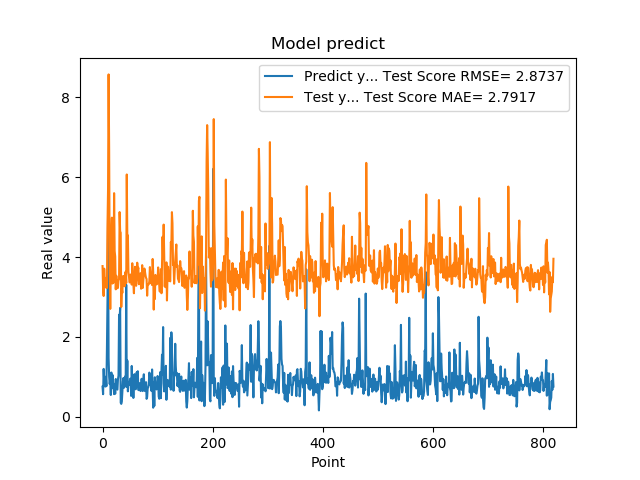 Model predict
Predict y... Test Score RMSE= 2.8737
Test y... Test Score MAE= 2.7917
8
6
4
2
0
Real value
0 200 400 600 800
Point